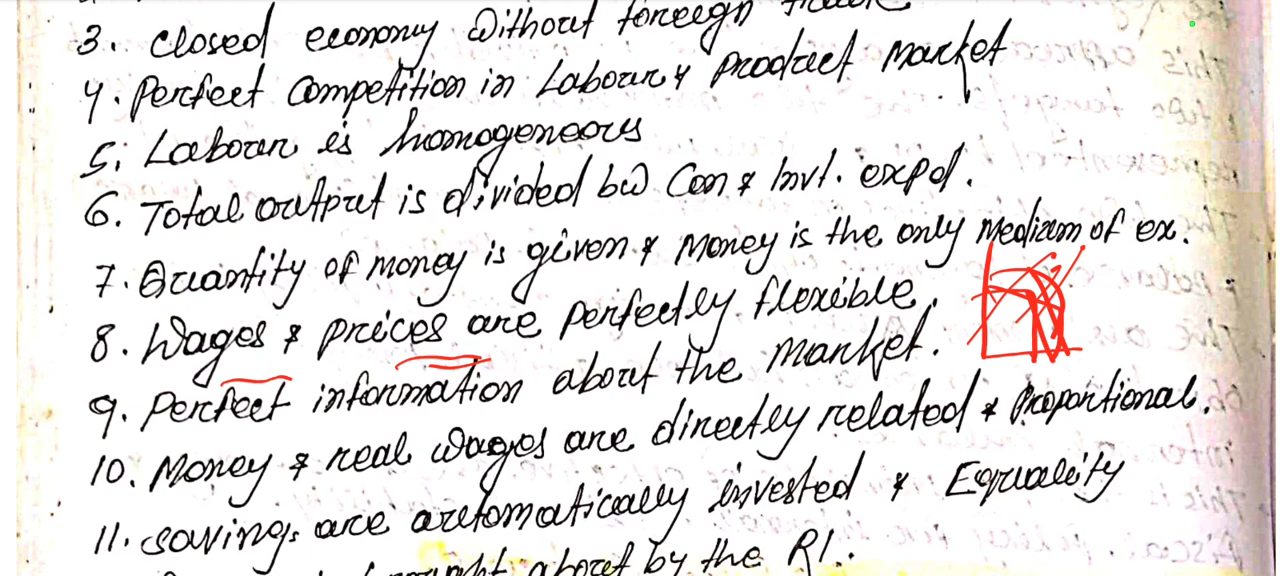 3. Closed economy without foreign
4. Perfect Competition in Labour & product market
5. Labour is homogeneous
6. Total output is divided bw Con & Invt. expd.
7. Quantity of money is given & money is the only medium of ex.
8. Wages & prices are perfectly flexible.
9. Perfect information about the market.
10. Money & real wages are directly related & Proportional.
11. savings are automatically invested & Equality
about by the RI.